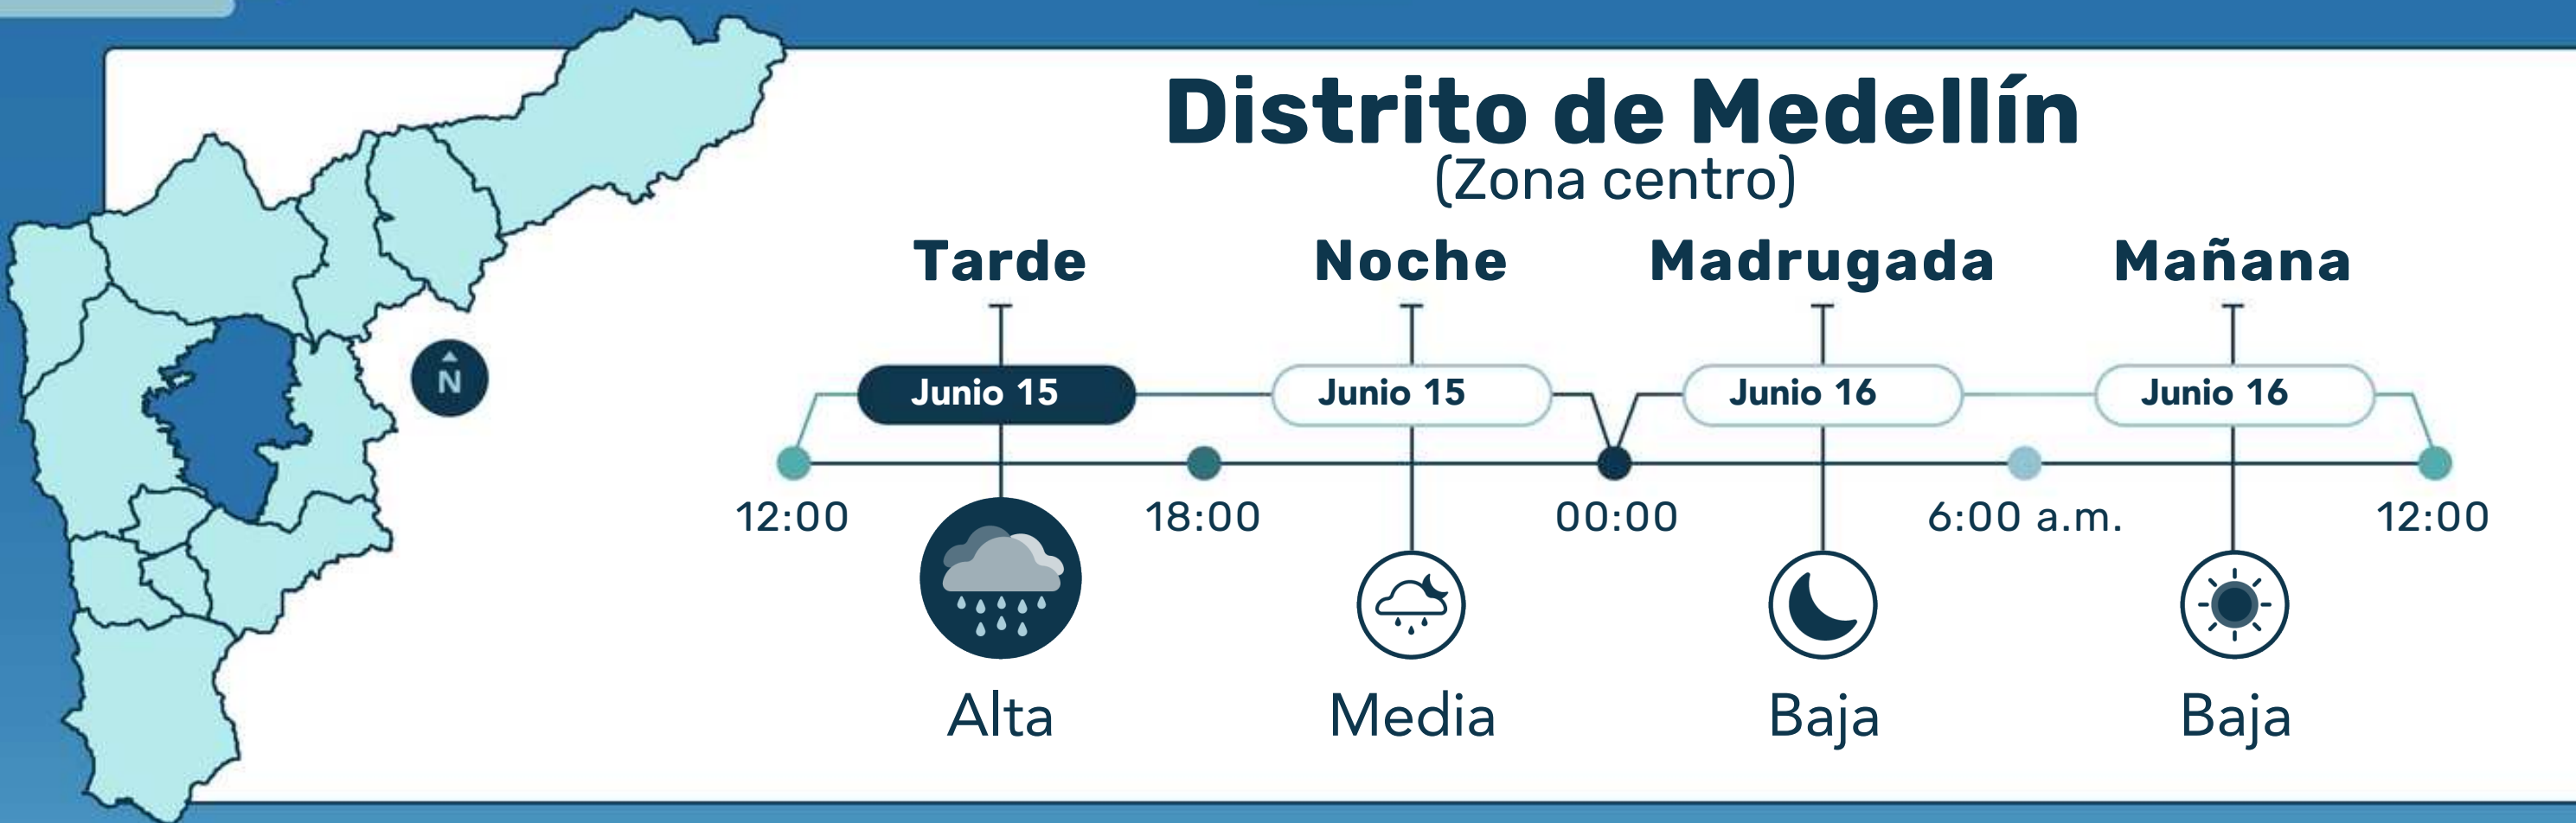 Distrito de Medellín
(Zona centro)
Tarde Noche Madrugada Mañana
N
Junio 15 Junio 15 Junio 16 Junio 16
12:00 18:00 00:00 6:00 a.m. 12:00
Alta Media Baja Baja